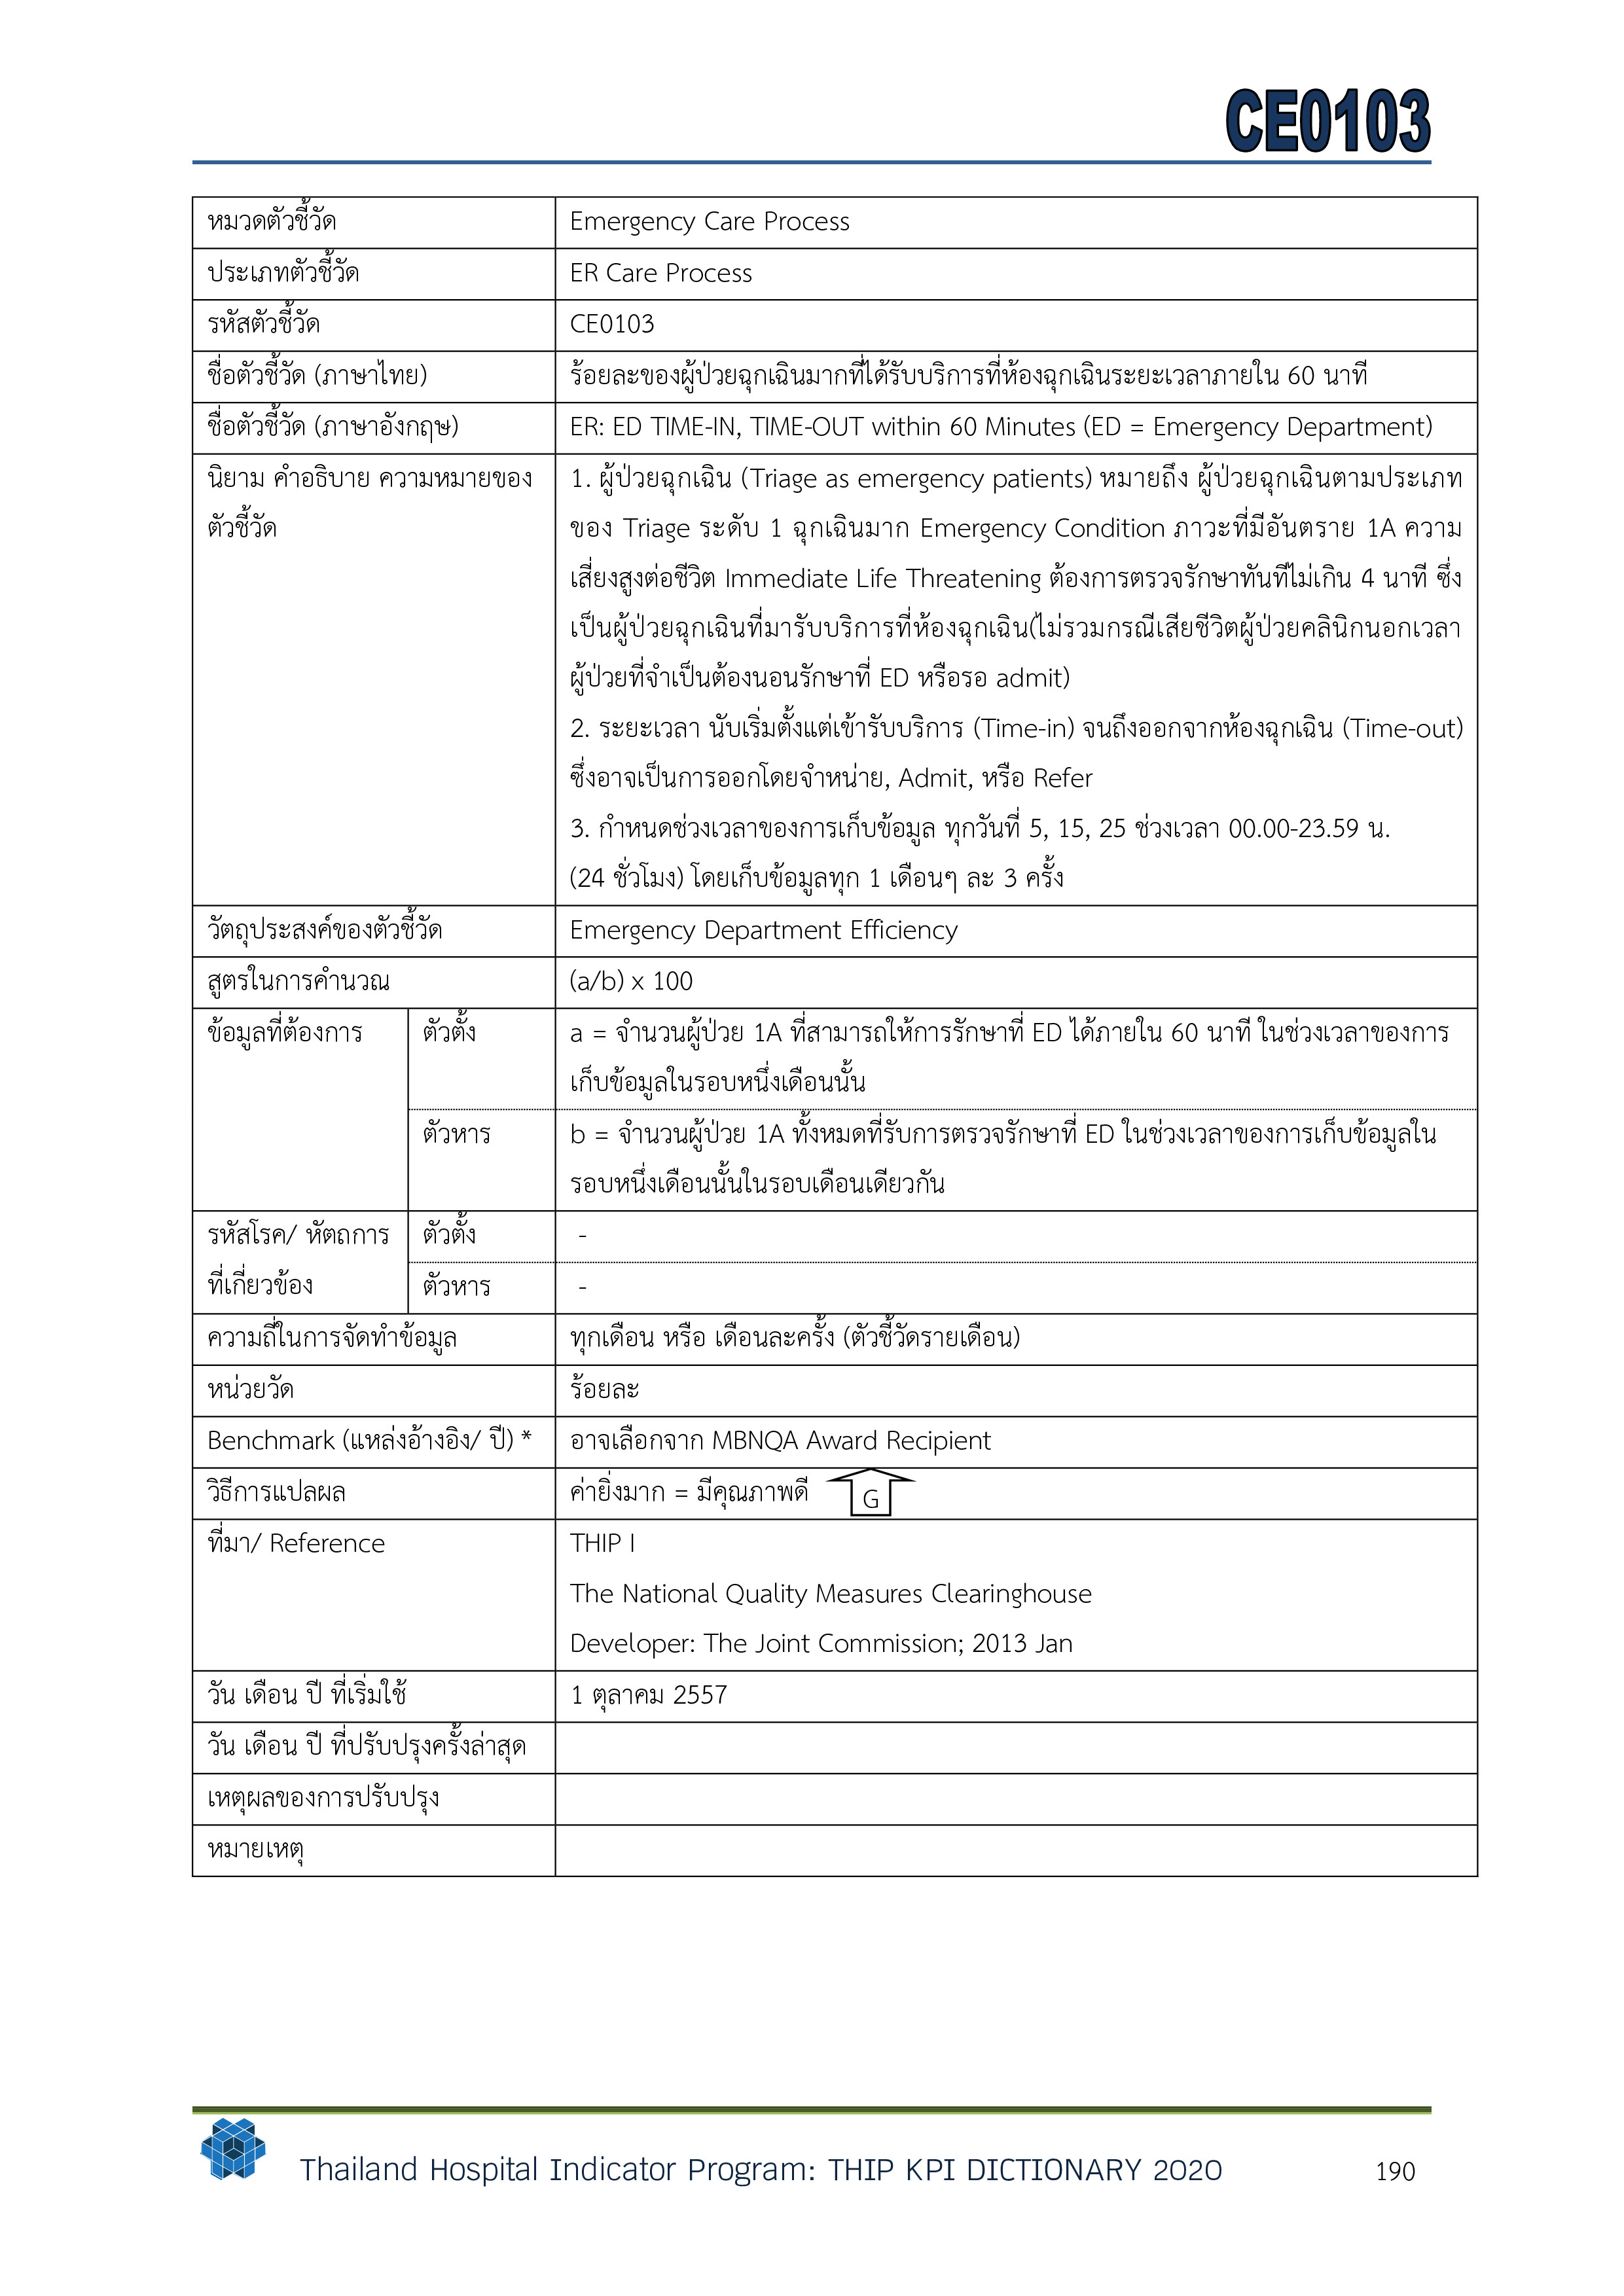 CE0103
หมวดตัวชี้วัด Emergency Care Process
ประเภทตัวชี้วัด ER Care Process
รหัสตัวชี้วัด CE0103
ชื่อตัวชี้วัด (ภาษาไทย) ร้อยละของผู้ป่วยฉุกเฉินมากที่ได้รับบริการที่ห้องฉุกเฉินระยะเวลาภายใน 60 นาที
ชื่อตัวชี้วัด (ภาษาอังกฤษ) ER: ED TIME-IN, TIME-OUT within 60 Minutes (ED = Emergency Department)
นิยาม คำอธิบาย ความหมายของ
ตัวชี้วัด
1. ผู้ป่วยฉุกเฉิน (Triage as emergency patients) หมายถึง ผู้ป่วยฉุกเฉินตามประเภท
ของ Triage ระดับ 1 ฉุกเฉินมาก Emergency Condition ภาวะที่มีอันตราย 1A ความ
เสี่ยงสูงต่อชีวิต Immediate Life Threatening ต้องการตรวจรักษาทันทีไม่เกิน 4 นาที ซึ่ง
เป็นผู้ป่วยฉุกเฉินที่มารับบริการที่ห้องฉุกเฉิน(ไม่รวมกรณีเสียชีวิตผู้ป่วยคลินิกนอกเวลา
ผู้ป่วยที่จำเป็นต้องนอนรักษาที่ ED หรือรอ admit)
2. ระยะเวลา นับเริ่มตั้งแต่เข้ารับบริการ (Time-in) จนถึงออกจากห้องฉุกเฉิน (Time-out)
ซึ่งอาจเป็นการออกโดยจำหน่าย, Admit, หรือ Refer
3. กำหนดช่วงเวลาของการเก็บข้อมูล ทุกวันที่ 5, 15, 25 ช่วงเวลา 00.00-23.59 น.
(24 ชั่วโมง) โดยเก็บข้อมูลทุก 1 เดือนๆ ละ 3 ครั้ง
วัตถุประสงค์ของตัวชี้วัด Emergency Department Efficiency
สูตรในการคำนวณ (a/b) x 100
ข้อมูลที่ต้องการ ตัวตั้ง a = จำนวนผู้ป่วย 1A ที่สามารถให้การรักษาที่ ED ได้ภายใน 60 นาที ในช่วงเวลาของการ
เก็บข้อมูลในรอบหนึ่งเดือนนั้น
ตัวหาร b = จำนวนผู้ป่วย 1A ทั้งหมดที่รับการตรวจรักษาที่ ED ในช่วงเวลาของการเก็บข้อมูลใน
รอบหนึ่งเดือนนั้นในรอบเดือนเดียวกัน
รหัสโรค/ หัตถการ ตัวตั้ง -
ที่เกี่ยวข้อง ตัวหาร -
ความถี่ในการจัดทำข้อมูล ทุกเดือน หรือ เดือนละครั้ง (ตัวชี้วัดรายเดือน)
หน่วยวัด ร้อยละ
Benchmark (แหล่งอ้างอิง/ ปี) * อาจเลือกจาก MBNQA Award Recipient
วิธีการแปลผล ค่ายิ่งมาก = มีคุณภาพดี G
ที่มา/ Reference THIP I
The National Quality Measures Clearinghouse
Developer: The Joint Commission; 2013 Jan
วัน เดือน ปี ที่เริ่มใช้ 1 ตุลาคม 2557
วัน เดือน ปี ที่ปรับปรุงครั้งล่าสุด
เหตุผลของการปรับปรุง
หมายเหตุ
Thailand Hospital Indicator Program: THIP KPI DICTIONARY 2020 190